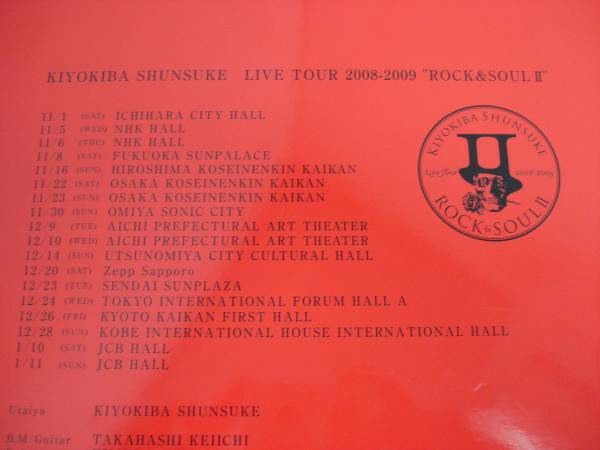 KIYOKIBA SHUNSUKE LIVE TOUR 2008-2009 "ROCK&SOUL II"
11/1 (SAT) ICHIHARA CITY HALL
11/5 (WED) NHK HALL
11/6 (THU) NHK HALL
11/8 (SAT) FUKUOKA SUNPALACE
11/16 (SUN) HIROSHIMA KOSEINENKIN KAIKAN
11/22 (SAT) OSAKA KOSEINENKIN KAIKAN
11/23 (SUN) OSAKA KOSEINENKIN KAIKAN
11/30 (SUN) OMIYA SONIC CITY
12/9 (TUE) AICHI PREFECTURAL ART THEATER
12/10 (WED) AICHI PREFECTURAL ART THEATER
12/14 (SUN) UTSUNOMIYA CITY CULTURAL HALL
12/20 (SAT) Zepp Sapporo
12/23 (TUE) SENDAI SUNPLAZA
12/24 (WED) TOKYO INTERNATIONAL FORUM HALL A
12/26 (FRI) KYOTO KAIKAN FIRST HALL
12/28 (SUN) KOBE INTERNATIONAL HOUSE INTERNATIONAL HALL
1/10 (SAT) JCB HALL
1/11 (SUN) JCB HALL
KIYOKIBA SHUNSUKE
II
Live Tour 2008-2009
R S
ROCK&SOUL II
Utaiya KIYOKIBA SHUNSUKE
B.M/Guitar TAKAHASHI KEIICHI